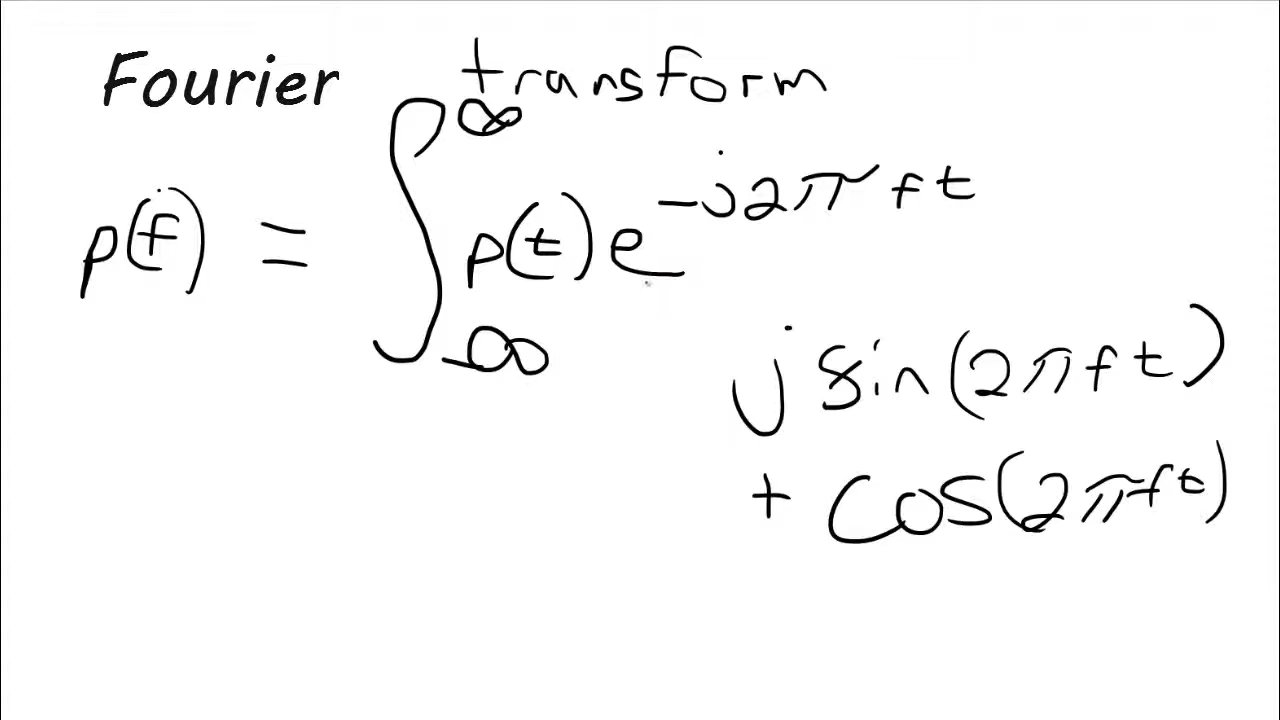 Fourier transform
p(f) = ∫_{-∞}^{∞} p(t) e^{-j2πft}
j sin(2πft)
+ cos(2πft)